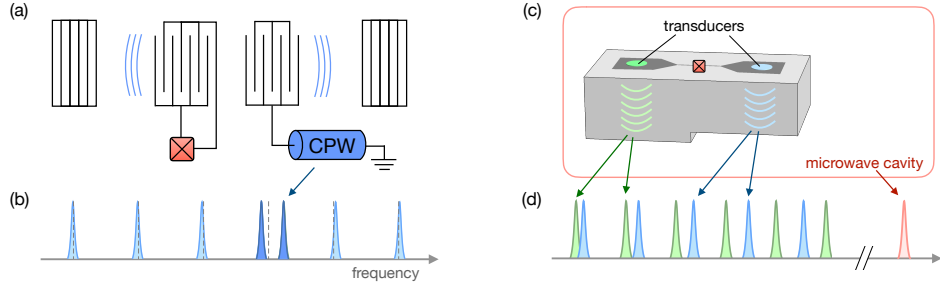 (a)
CPW
(b)
frequency
(c)
transducers
microwave cavity
(d)